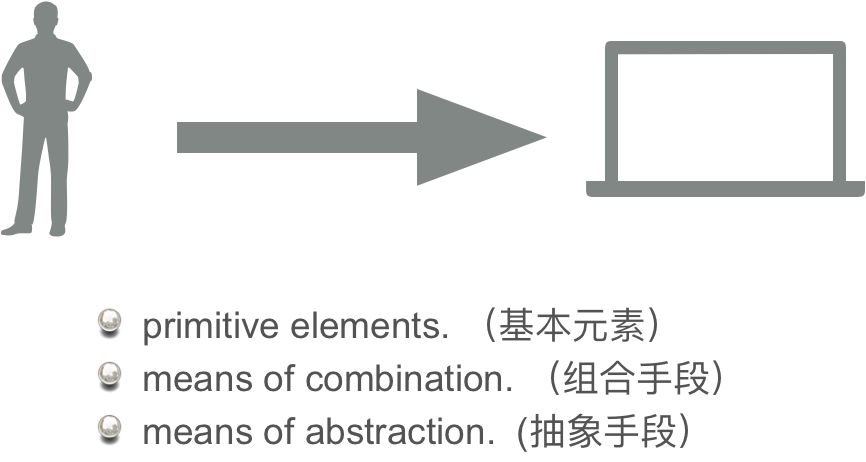 primitive elements. （基本元素）
means of combination. （组合手段）
means of abstraction. （抽象手段）